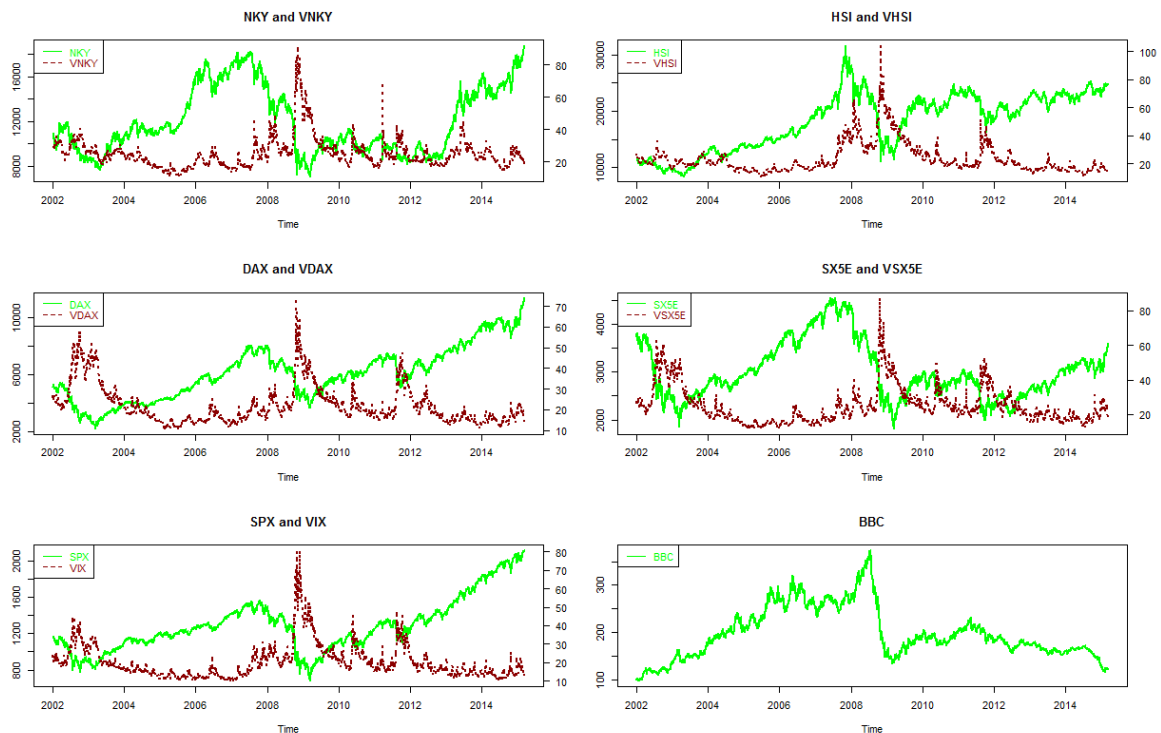 NKY and VNKY
NKY
VNKY
8000 12000 16000
20 40 60 80
2002 2004 2006 2008 2010 2012 2014
Time
HSI and VHSI
HSI
VHSI
10000 20000 30000
20 40 60 80 100
2002 2004 2006 2008 2010 2012 2014
Time
DAX and VDAX
DAX
VDAX
2000 6000 10000
10 20 30 40 50 60 70
2002 2004 2006 2008 2010 2012 2014
Time
SX5E and VSX5E
SX5E
VSX5E
2000 3000 4000
20 40 60 80
2002 2004 2006 2008 2010 2012 2014
Time
SPX and VIX
SPX
VIX
800 1200 1600 2000
10 20 30 40 50 60 70 80
2002 2004 2006 2008 2010 2012 2014
Time
BBC
BBC
100 200 300
2002 2004 2006 2008 2010 2012 2014
Time